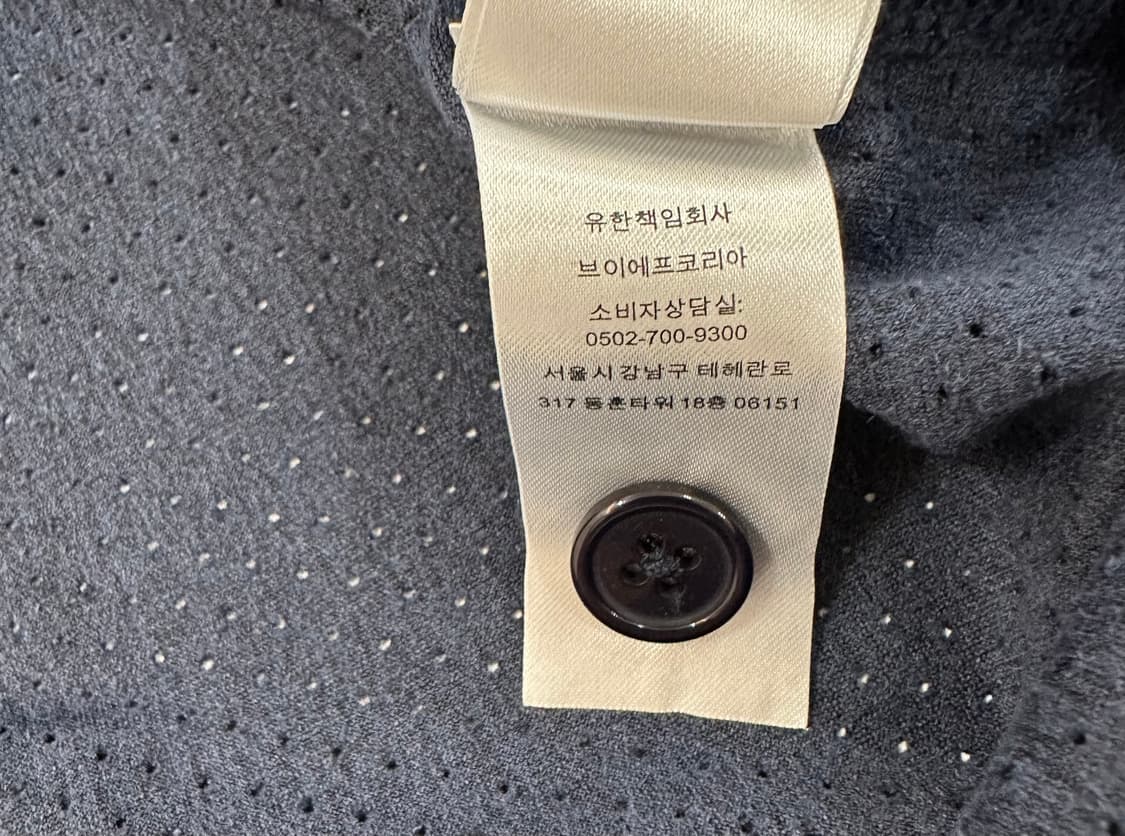 유한책임회사
브이에프코리아
소비자상담실:
0502-700-9300
서울시 강남구 테헤란로
317 동훈타워 18층 06151